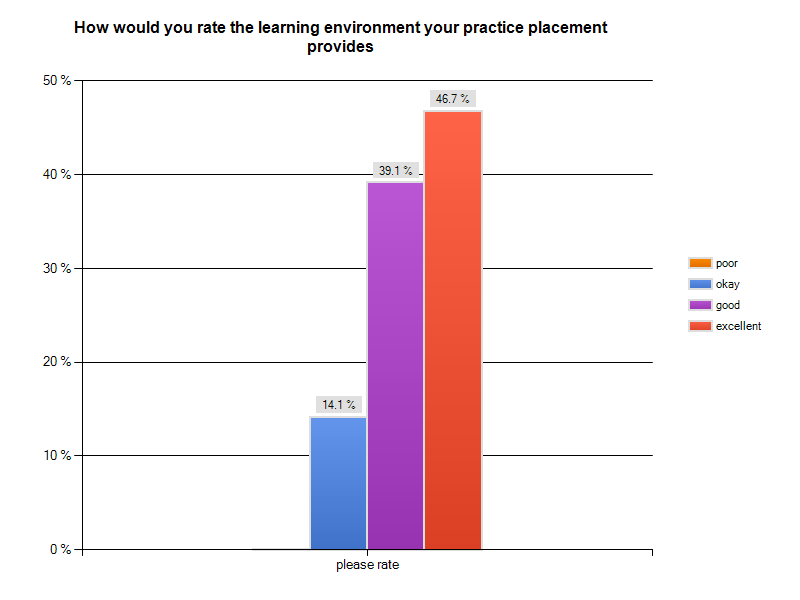 How would you rate the learning environment your practice placement
provides
50 %
46.7 %
40 %
39.1 %
30 %
poor
okay
good
excellent
20 %
14.1 %
10 %
0 %
please rate